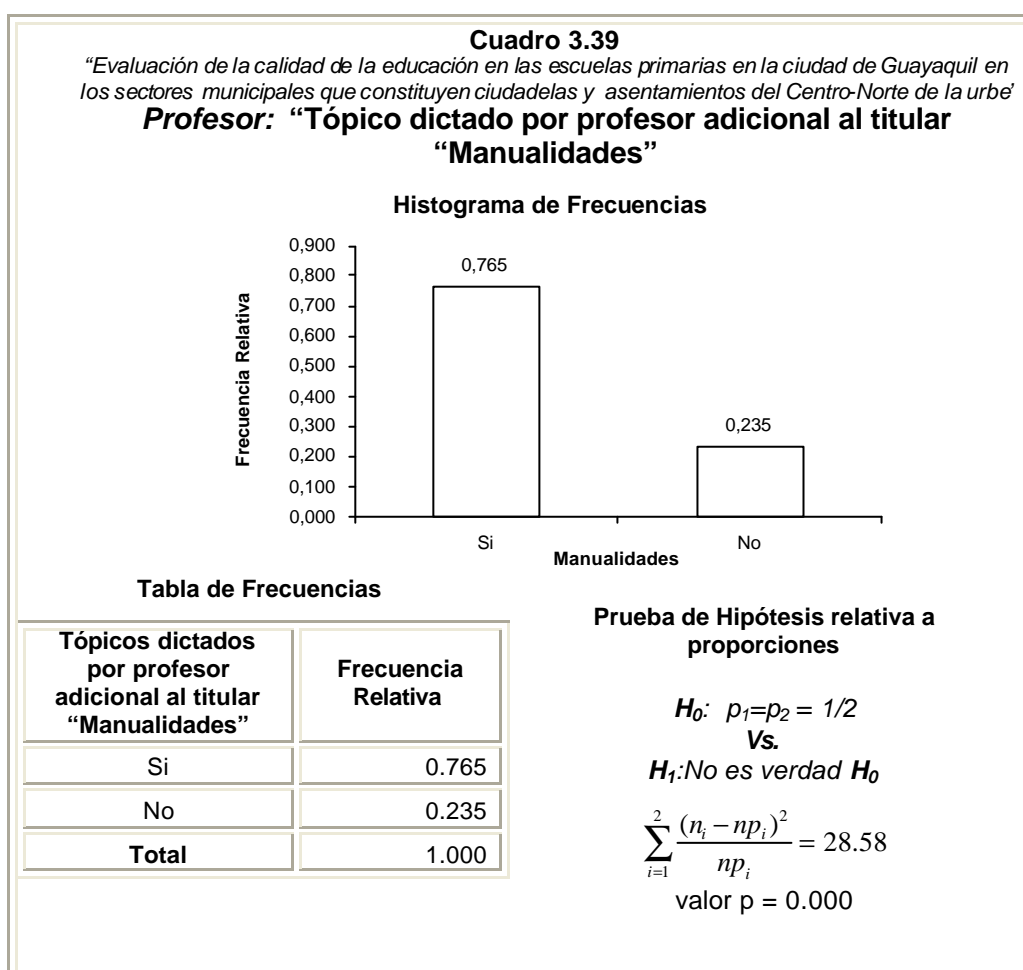 Cuadro 3.39
“Evaluación de la calidad de la educación en las escuelas primarias en la ciudad de Guayaquil en
los sectores municipales que constituyen ciudadelas y asentamientos del Centro-Norte de la urbe”
Profesor: “Tópico dictado por profesor adicional al titular
“Manualidades”
Histograma de Frecuencias
Frecuencia Relativa
0,900
0,800
0,700
0,600
0,500
0,400
0,300
0,200
0,100
0,000
0,765
0,235
Si
No
Manualidades
Tabla de Frecuencias
Tópicos dictados
por profesor
adicional al titular
“Manualidades”
Frecuencia
Relativa
Si 0.765
No 0.235
Total 1.000
Prueba de Hipótesis relativa a
proporciones
H₀: p₁=p₂ = 1/2
Vs.
H₁:No es verdad H₀
∑_{i=1}^{2} (n_i − np_i)² / np_i = 28.58
valor p = 0.000